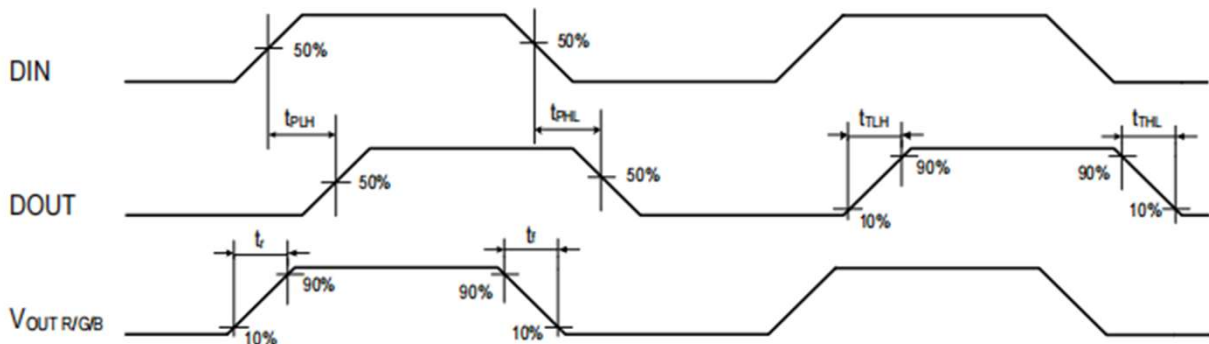 50% 50%
DIN
tPLH tPHL tTLH tTHL
50% 50% 90% 90%
DOUT
10% 10%
tr tf
90% 90%
VOUT R/G/B
10% 10%